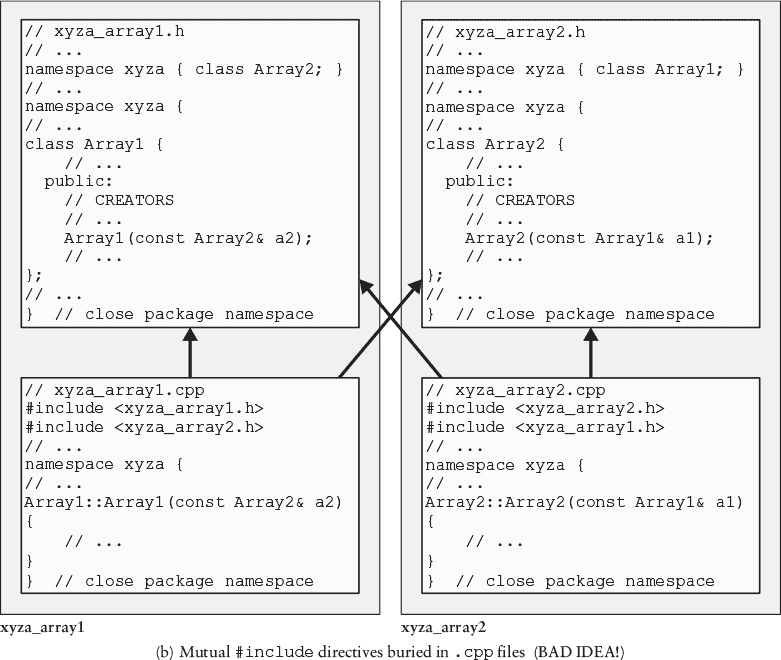 // xyza_array1.h
// ...
namespace xyza { class Array2; }
// ...
namespace xyza {
// ...
class Array1 {
    // ...
  public:
    // CREATORS
    // ...
    Array1(const Array2& a2);
    // ...
};
// ...
}  // close package namespace
// xyza_array1.cpp
#include <xyza_array1.h>
#include <xyza_array2.h>
// ...
namespace xyza {
// ...
Array1::Array1(const Array2& a2)
{
    // ...
}
}  // close package namespace
xyza_array1
// xyza_array2.h
// ...
namespace xyza { class Array1; }
// ...
namespace xyza {
// ...
class Array2 {
    // ...
  public:
    // CREATORS
    // ...
    Array2(const Array1& a1);
    // ...
};
// ...
}  // close package namespace
// xyza_array2.cpp
#include <xyza_array2.h>
#include <xyza_array1.h>
// ...
namespace xyza {
// ...
Array2::Array2(const Array1& a1)
{
    // ...
}
}  // close package namespace
xyza_array2
(b) Mutual #include directives buried in .cpp files (BAD IDEA!)